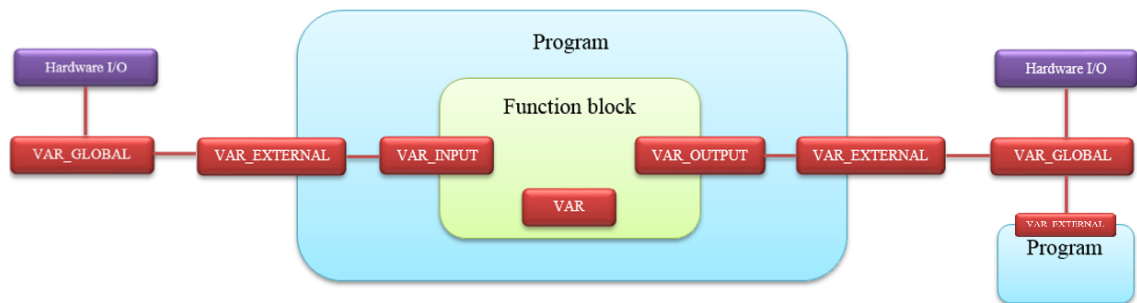 Program
Hardware I/O
Hardware I/O
Function block
VAR_GLOBAL
VAR_EXTERNAL
VAR_INPUT
VAR_OUTPUT
VAR_EXTERNAL
VAR_GLOBAL
VAR
VAR_EXTERNAL
Program